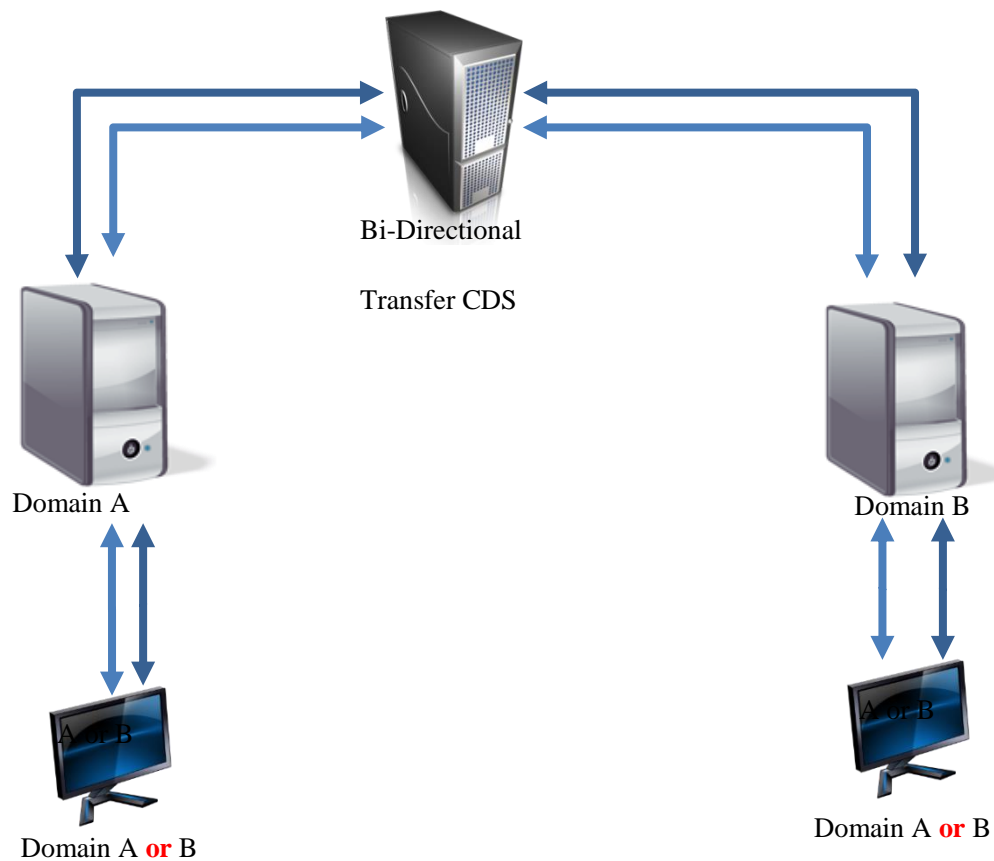 Bi-Directional
Transfer CDS
Domain A
Domain B
A or B
A or B
Domain A or B
Domain A or B